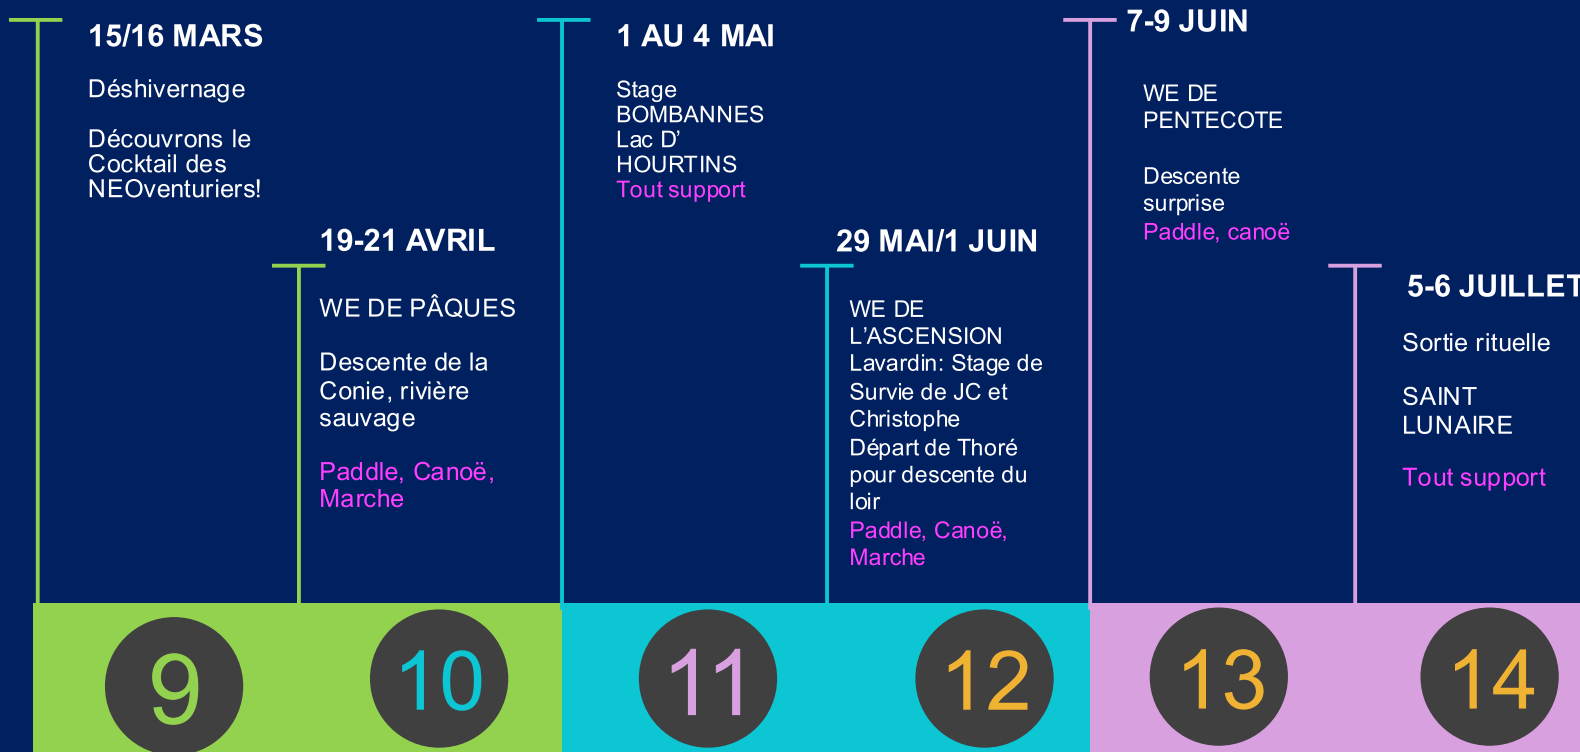 15/16 MARS
Déshivernage
Découvrons le
Cocktail des
NEOventuriers!
19-21 AVRIL
WE DE PÂQUES
Descente de la
Conie, rivière
sauvage
Paddle, Canoë,
Marche
1 AU 4 MAI
Stage
BOMBANNES
Lac D’
HOURTINS
Tout support
29 MAI/1 JUIN
WE DE
L’ASCENSION
Lavardin: Stage de
Survie de JC et
Christophe
Départ de Thoré
pour descente du
loir
Paddle, Canoë,
Marche
7-9 JUIN
WE DE
PENTECOTE
Descente
surprise
Paddle, canoë
5-6 JUILLET
Sortie rituelle
SAINT
LUNAIRE
Tout support
9
10
11
12
13
14